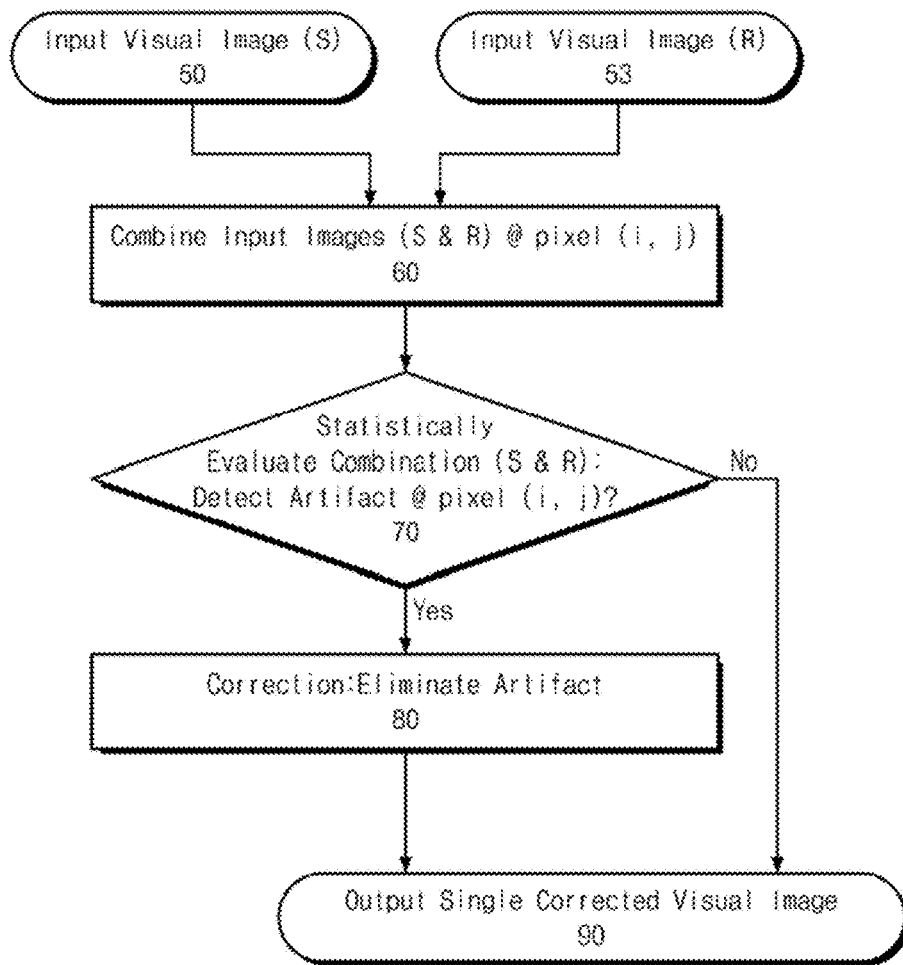 Input Visual Image (S)
50
Input Visual Image (R)
53
Combine Input Images (S & R) @ pixel (i, j)
60
Statistically
Evaluate Combination (S & R):
Detect Artifact @ pixel (i, j)?
70
No
Yes
Correction:Eliminate Artifact
80
Output Single Corrected Visual Image
90